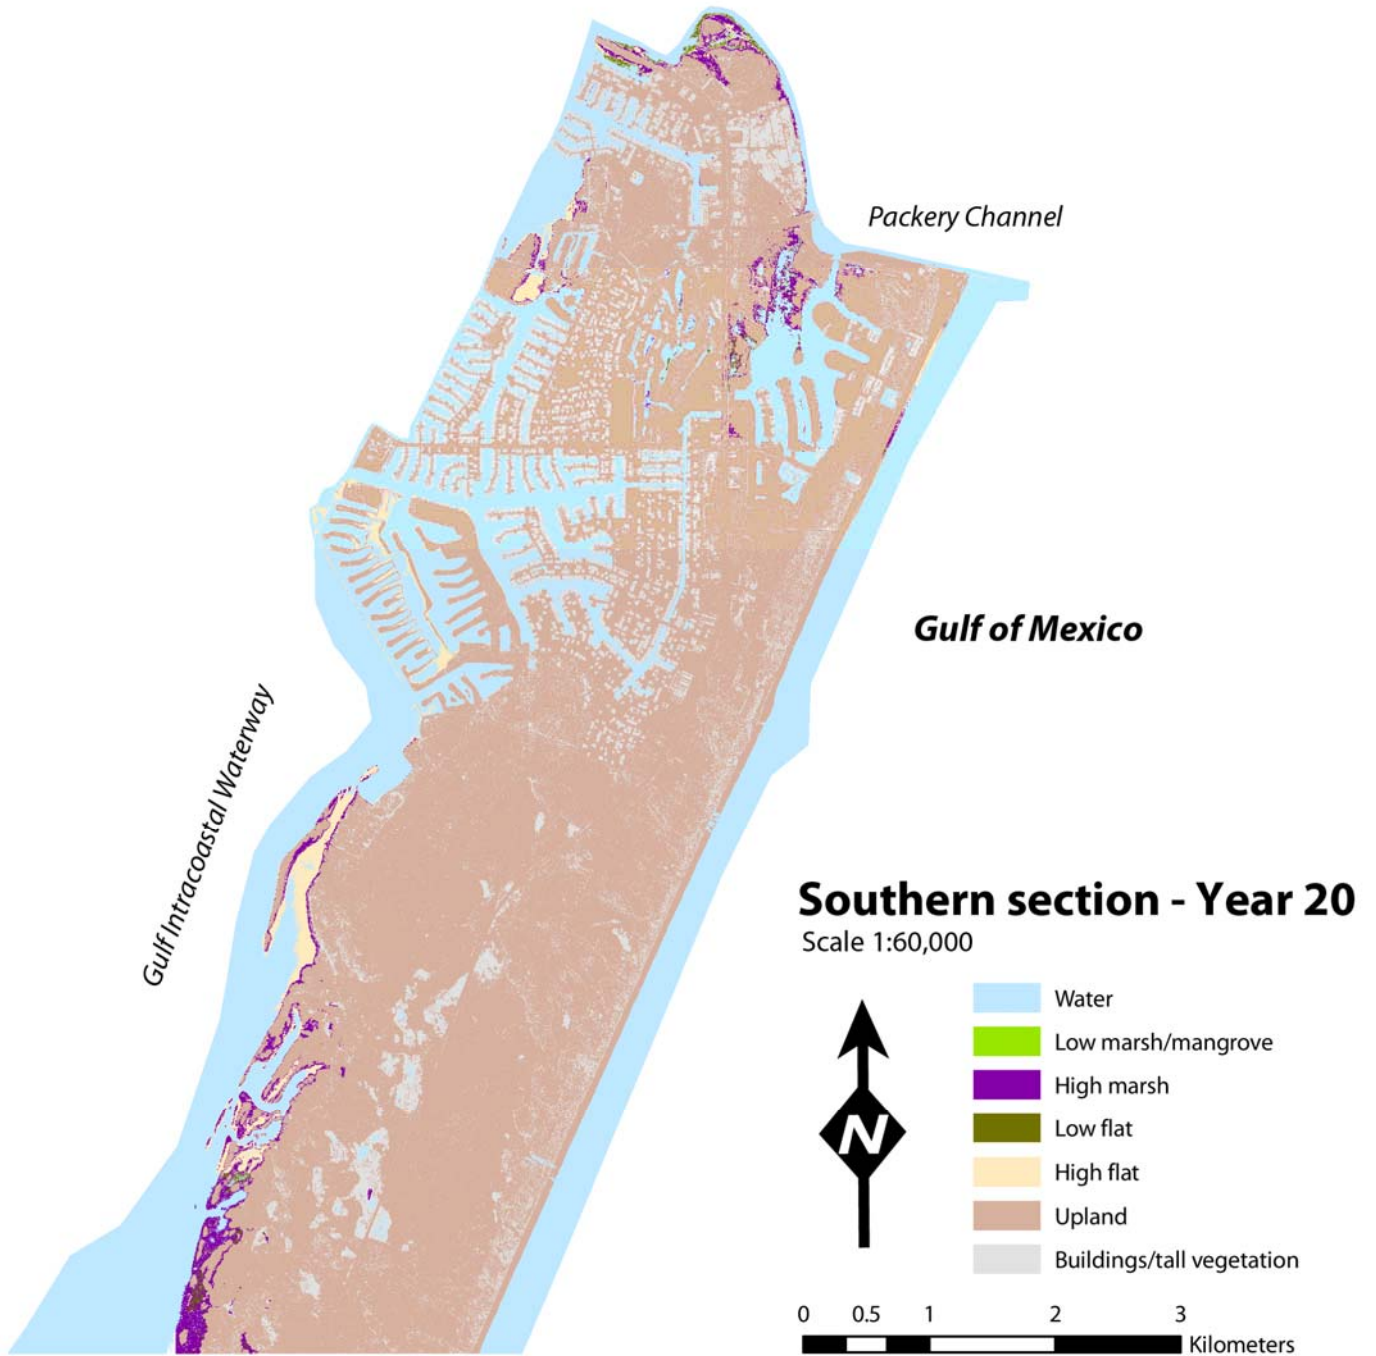 Packery Channel
Gulf of Mexico
Gulf Intracoastal Waterway
Southern section - Year 20
Scale 1:60,000
N
Water
Low marsh/mangrove
High marsh
Low flat
High flat
Upland
Buildings/tall vegetation
0 0.5 1 2 3
Kilometers